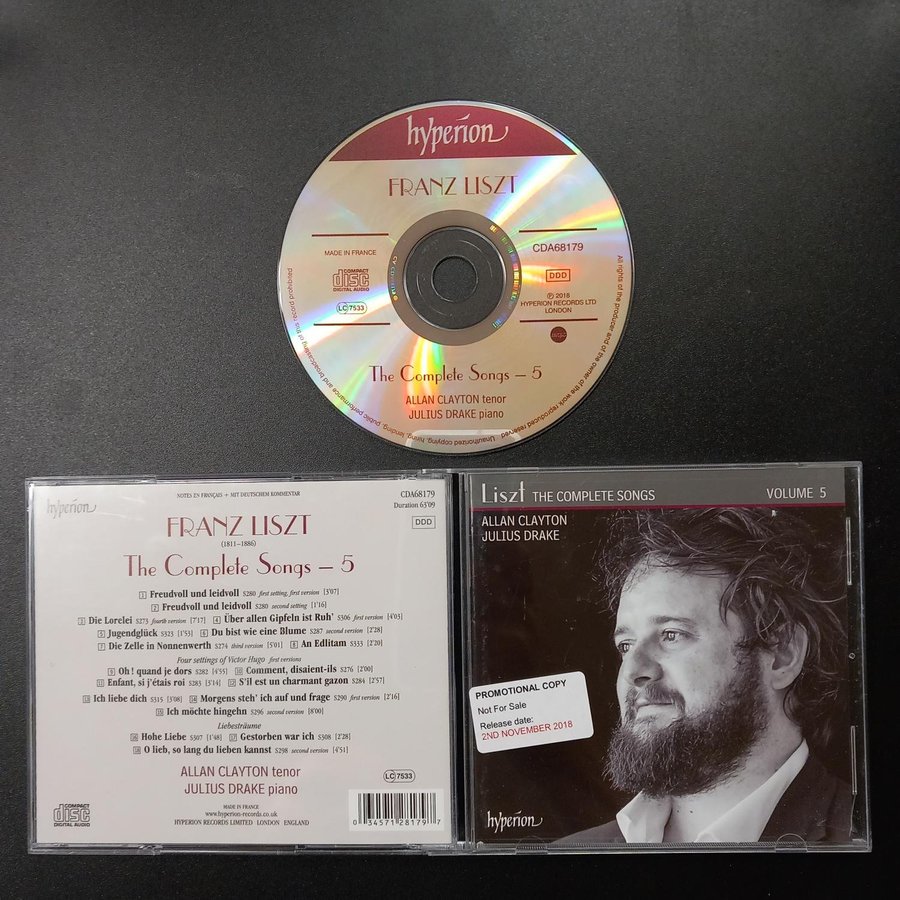 hyperion
FRANZ LISZT
MADE IN FRANCE
CDA68179
COMPACT
disc
DIGITAL AUDIO
DDD
LC 7533
℗ 2018
HYPERION RECORDS LTD
LONDON
The Complete Songs – 5
ALLAN CLAYTON tenor
JULIUS DRAKE piano
All rights of the producer and of the owner of the work reproduced reserved. Unauthorized copying, hiring, lending, public performance and broadcasting of this record prohibited
hyperion
NOTES EN FRANÇAIS + MIT DEUTSCHEM KOMMENTAR
CDA68179
Duration 63'09
DDD
FRANZ LISZT
(1811–1886)
The Complete Songs – 5
1 Freudvoll und leidvoll S280 first setting, first version [3'07]
2 Freudvoll und leidvoll S280 second setting [1'16]
3 Die Lorelei S273 fourth version [7'17] 4 Über allen Gipfeln ist Ruh' S306 first version [4'03]
5 Jugendglück S323 [1'53] 6 Du bist wie eine Blume S287 second version [2'28]
7 Die Zelle in Nonnenwerth S274 third version [5'01] 8 An Edlitam S333 [2'20]
Four settings of Victor Hugo first versions
9 Oh! quand je dors S282 [4'55] 10 Comment, disaient-ils S276 [2'00]
11 Enfant, si j'étais roi S283 [3'14] 12 S'il est un charmant gazon S284 [2'57]
13 Ich liebe dich S315 [3'08] 14 Morgens steh' ich auf und frage S290 first version [2'16]
15 Ich möchte hingehn S296 second version [8'00]
Liebesträume
16 Hohe Liebe S307 [1'48] 17 Gestorben war ich S308 [2'28]
18 O lieb, so lang du lieben kannst S298 second version [4'51]
ALLAN CLAYTON tenor
JULIUS DRAKE piano
LC 7533
COMPACT
disc
DIGITAL AUDIO
MADE IN FRANCE
www.hyperion-records.co.uk
HYPERION RECORDS LIMITED LONDON ENGLAND
0 34571 28179 7
Liszt THE COMPLETE SONGS VOLUME 5
ALLAN CLAYTON
JULIUS DRAKE
PROMOTIONAL COPY
Not For Sale
Release date:
2ND NOVEMBER 2018
hyperion